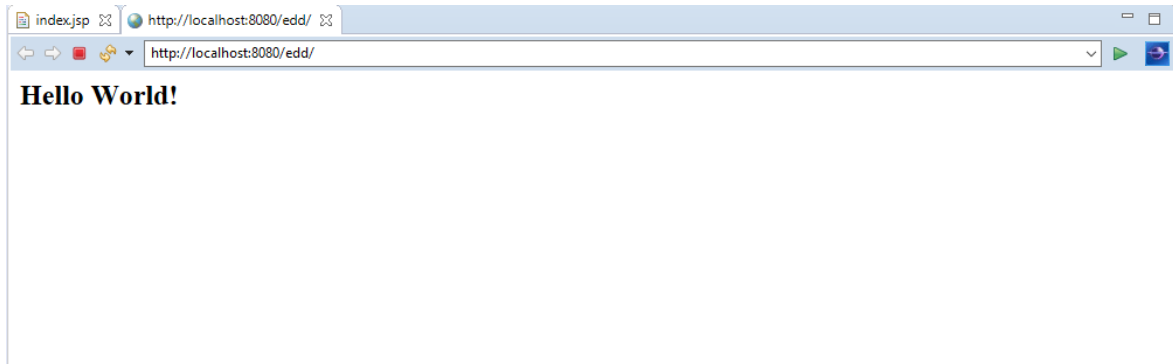 index.jsp http://localhost:8080/edd/
http://localhost:8080/edd/
Hello World!